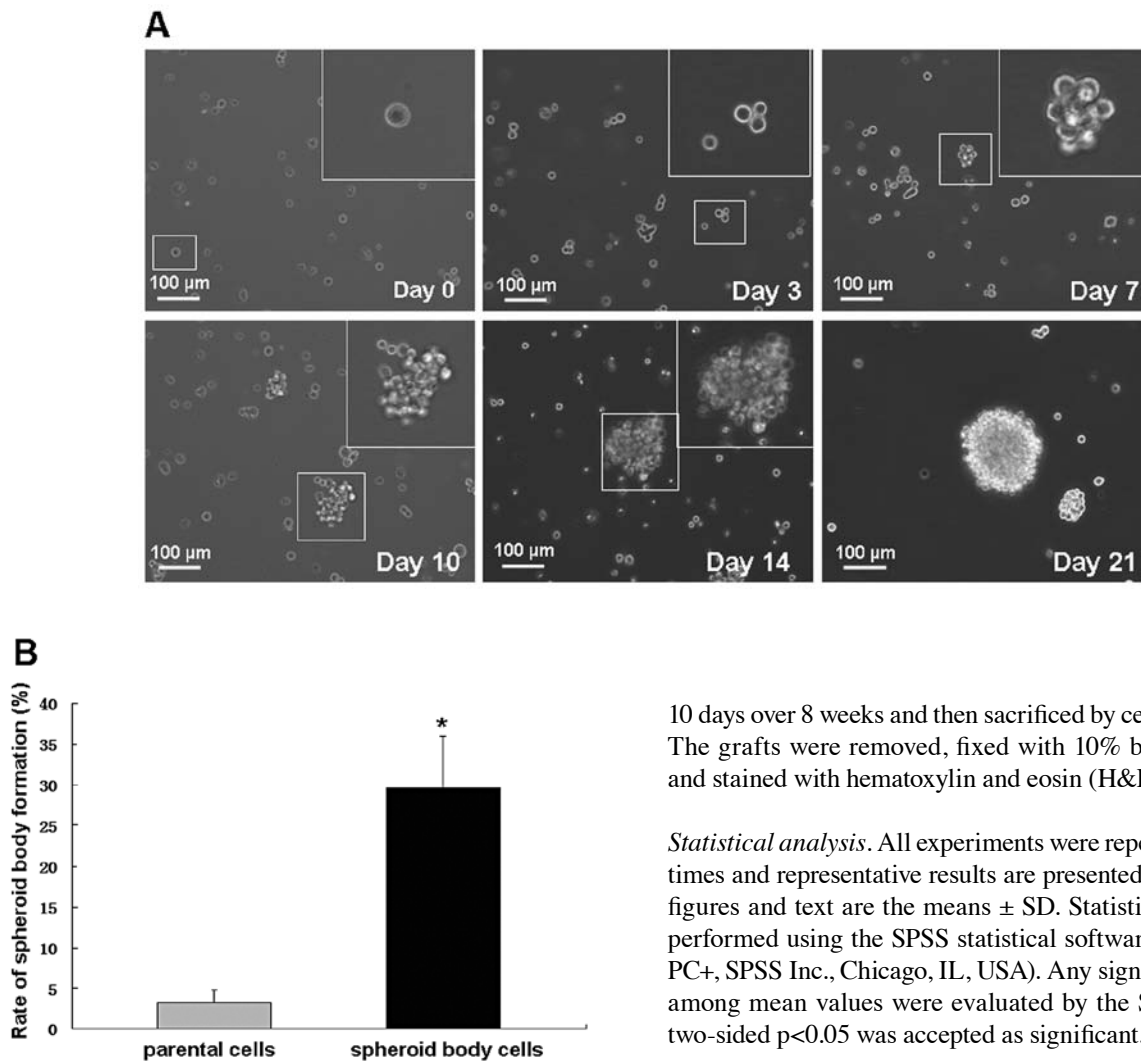 A
100 µm
Day 0
100 µm
Day 3
100 µm
Day 7
100 µm
Day 10
100 µm
Day 14
100 µm
Day 21
B
Rate of spheroid body formation (%)
40
35
30
25
20
15
10
5
0
*
parental cells
spheroid body cells
10 days over 8 weeks and then sacrificed by ce
The grafts were removed, fixed with 10% b
and stained with hematoxylin and eosin (H&
Statistical analysis. All experiments were repe
times and representative results are presented
figures and text are the means ± SD. Statisti
performed using the SPSS statistical softwar
PC+, SPSS Inc., Chicago, IL, USA). Any sign
among mean values were evaluated by the S
two-sided p<0.05 was accepted as significant.